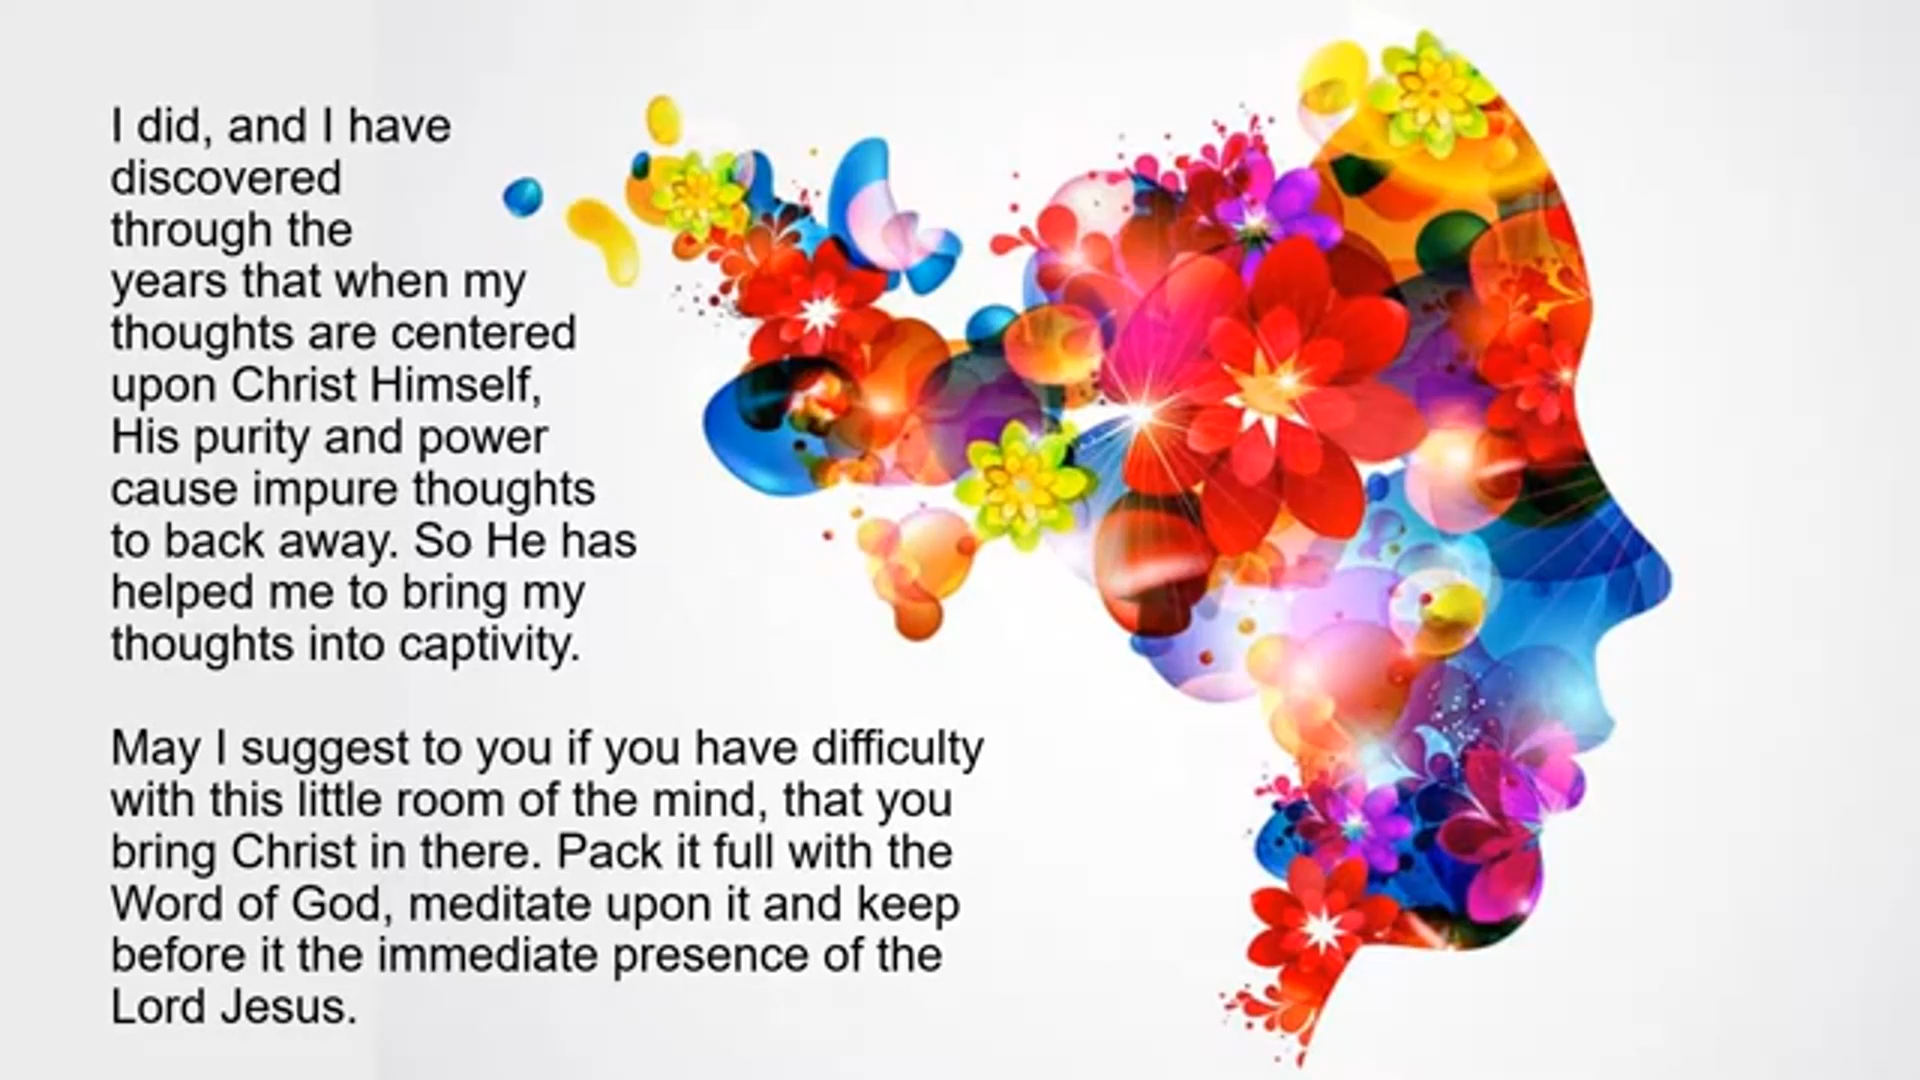 I did, and I have
discovered
through the
years that when my
thoughts are centered
upon Christ Himself,
His purity and power
cause impure thoughts
to back away. So He has
helped me to bring my
thoughts into captivity.
May I suggest to you if you have difficulty
with this little room of the mind, that you
bring Christ in there. Pack it full with the
Word of God, meditate upon it and keep
before it the immediate presence of the
Lord Jesus.